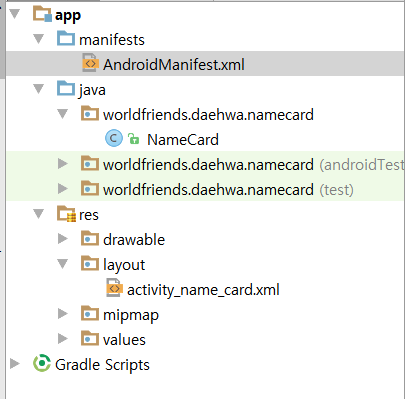 app
manifests
AndroidManifest.xml
java
worldfriends.daehwa.namecard
NameCard
worldfriends.daehwa.namecard (androidTest
worldfriends.daehwa.namecard (test)
res
drawable
layout
activity_name_card.xml
mipmap
values
Gradle Scripts